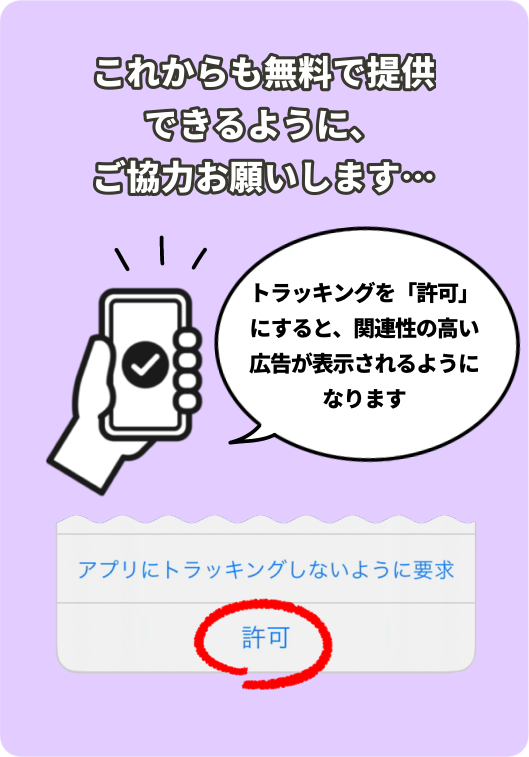 これからも無料で提供
できるように、
ご協力お願いします…
トラッキングを「許可」
にすると、関連性の高い
広告が表示されるように
なります
アプリにトラッキングしないように要求
許可